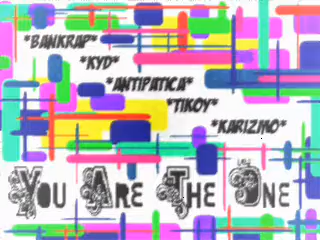 *BANKRAP*
*KYD*
*ANTIPATICA*
*TIKOY*
*KARIZMO*
YOU ARE THE ONE